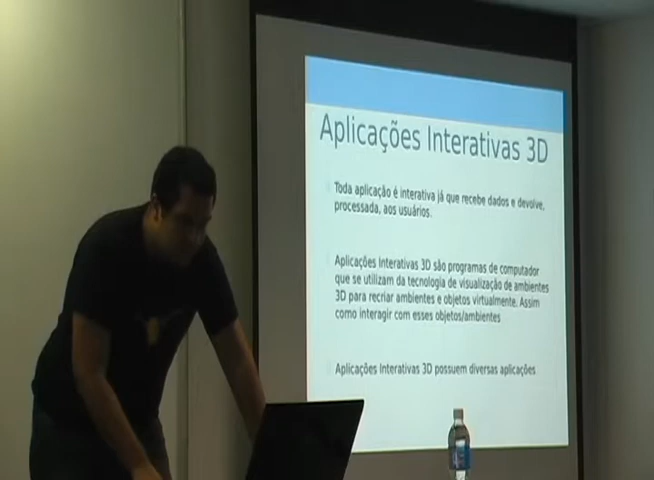 Aplicações Interativas 3D
Toda aplicação é interativa já que recebe dados e devolve,
processada, aos usuários.
Aplicações Interativas 3D são programas de computador
que se utilizam da tecnologia de visualização de ambientes
3D para recriar ambientes e objetos virtualmente. Assim
como interagir com esses objetos/ambientes
Aplicações Interativas 3D possuem diversas aplicações